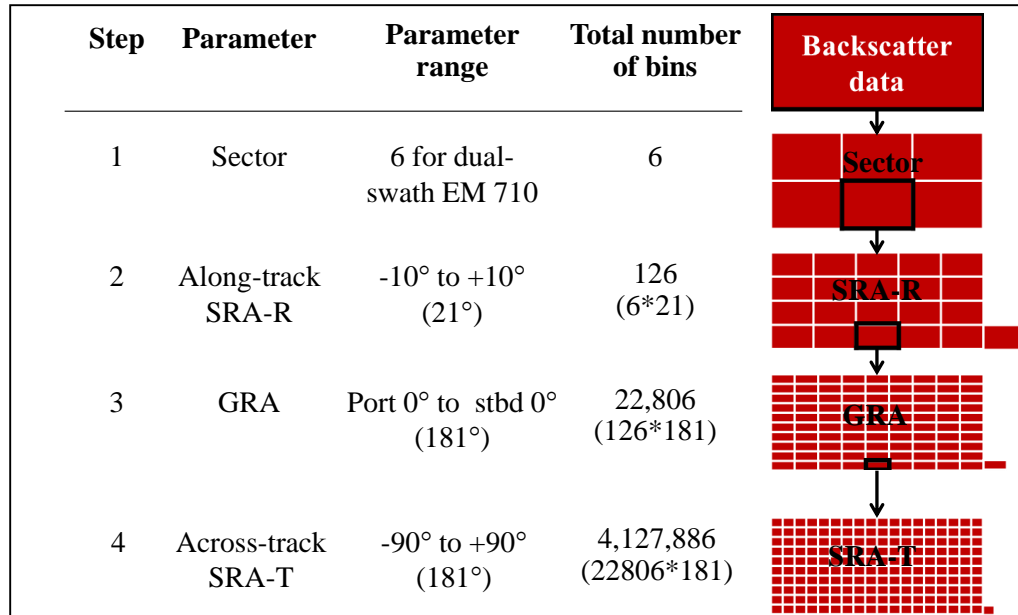 Step Parameter Parameter range Total number of bins
1 Sector 6 for dual-swath EM 710 6
2 Along-track SRA-R -10° to +10° (21°) 126 (6*21)
3 GRA Port 0° to stbd 0° (181°) 22,806 (126*181)
4 Across-track SRA-T -90° to +90° (181°) 4,127,886 (22806*181)
Backscatter
data
Sector
SRA-R
GRA
SRA-T